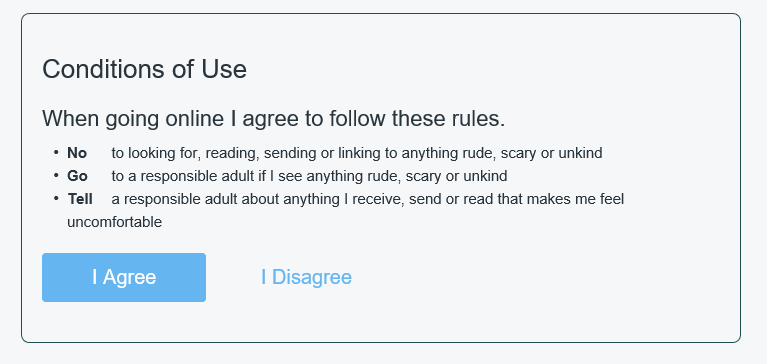 Conditions of Use
When going online I agree to follow these rules.
• No to looking for, reading, sending or linking to anything rude, scary or unkind
• Go to a responsible adult if I see anything rude, scary or unkind
• Tell a responsible adult about anything I receive, send or read that makes me feel
uncomfortable
I Agree I Disagree